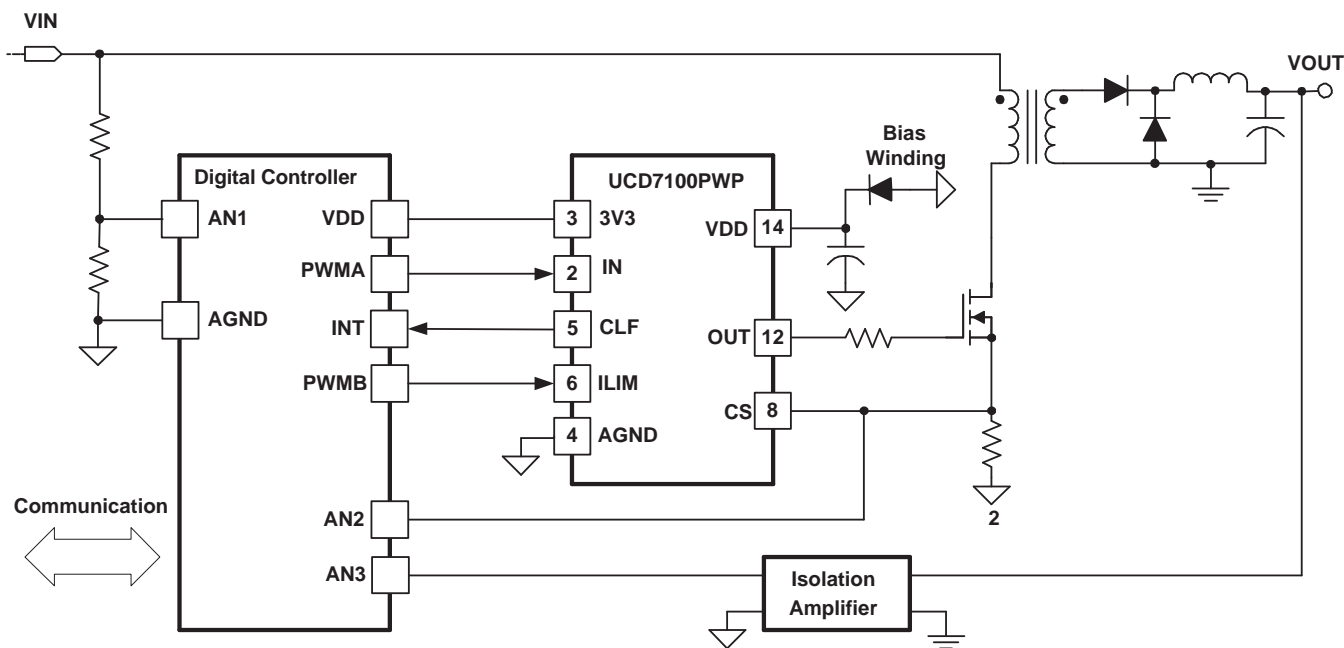 VIN
VOUT
Bias
Winding
Digital Controller
UCD7100PWP
AN1
VDD
3
3V3
VDD
14
PWMA
2
IN
AGND
INT
5
CLF
OUT
12
PWMB
6
ILIM
CS
8
4
AGND
Communication
AN2
2
AN3
Isolation
Amplifier